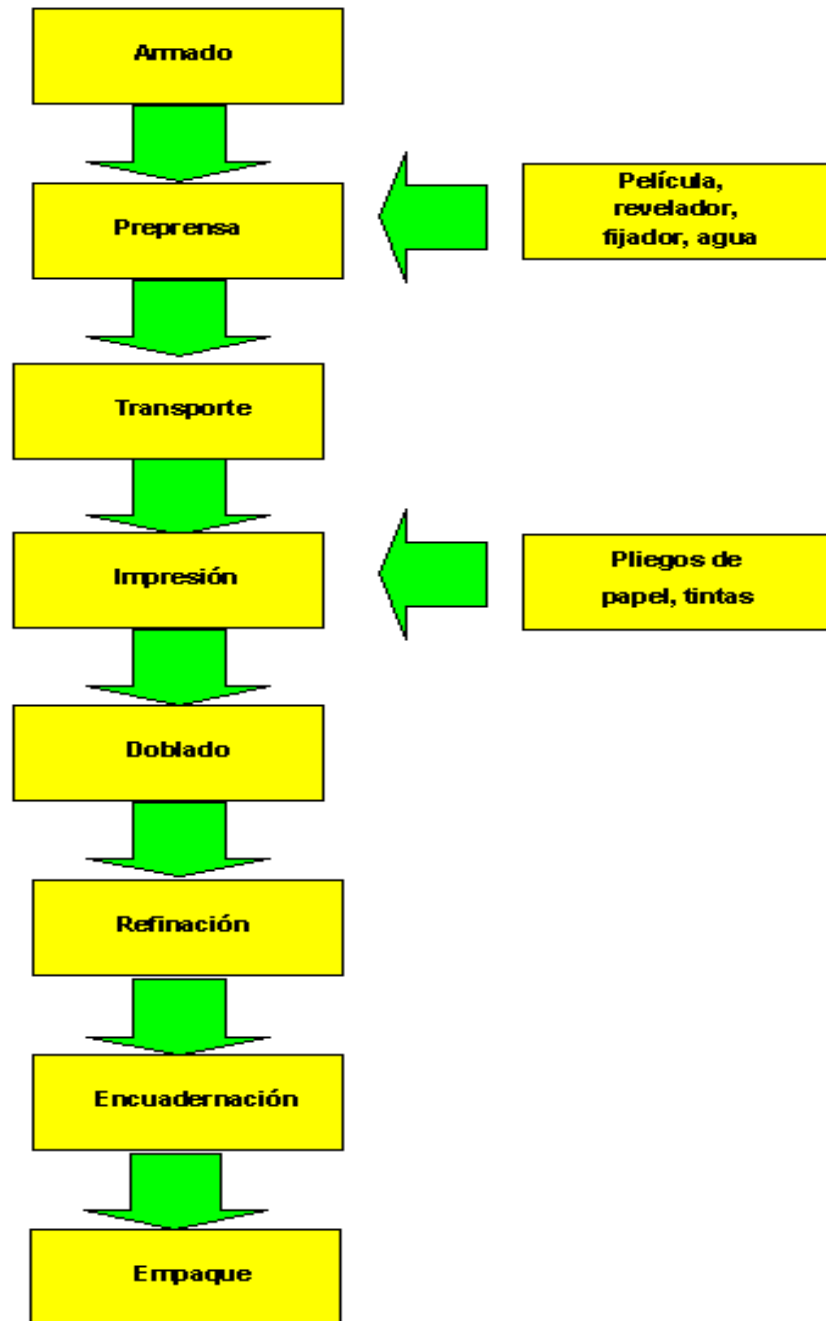 Armado
Preprensa
Película,
revelador,
fijador, agua
Transporte
Impresión
Pliegos de
papel, tintas
Doblado
Refinación
Encuadernación
Empaque